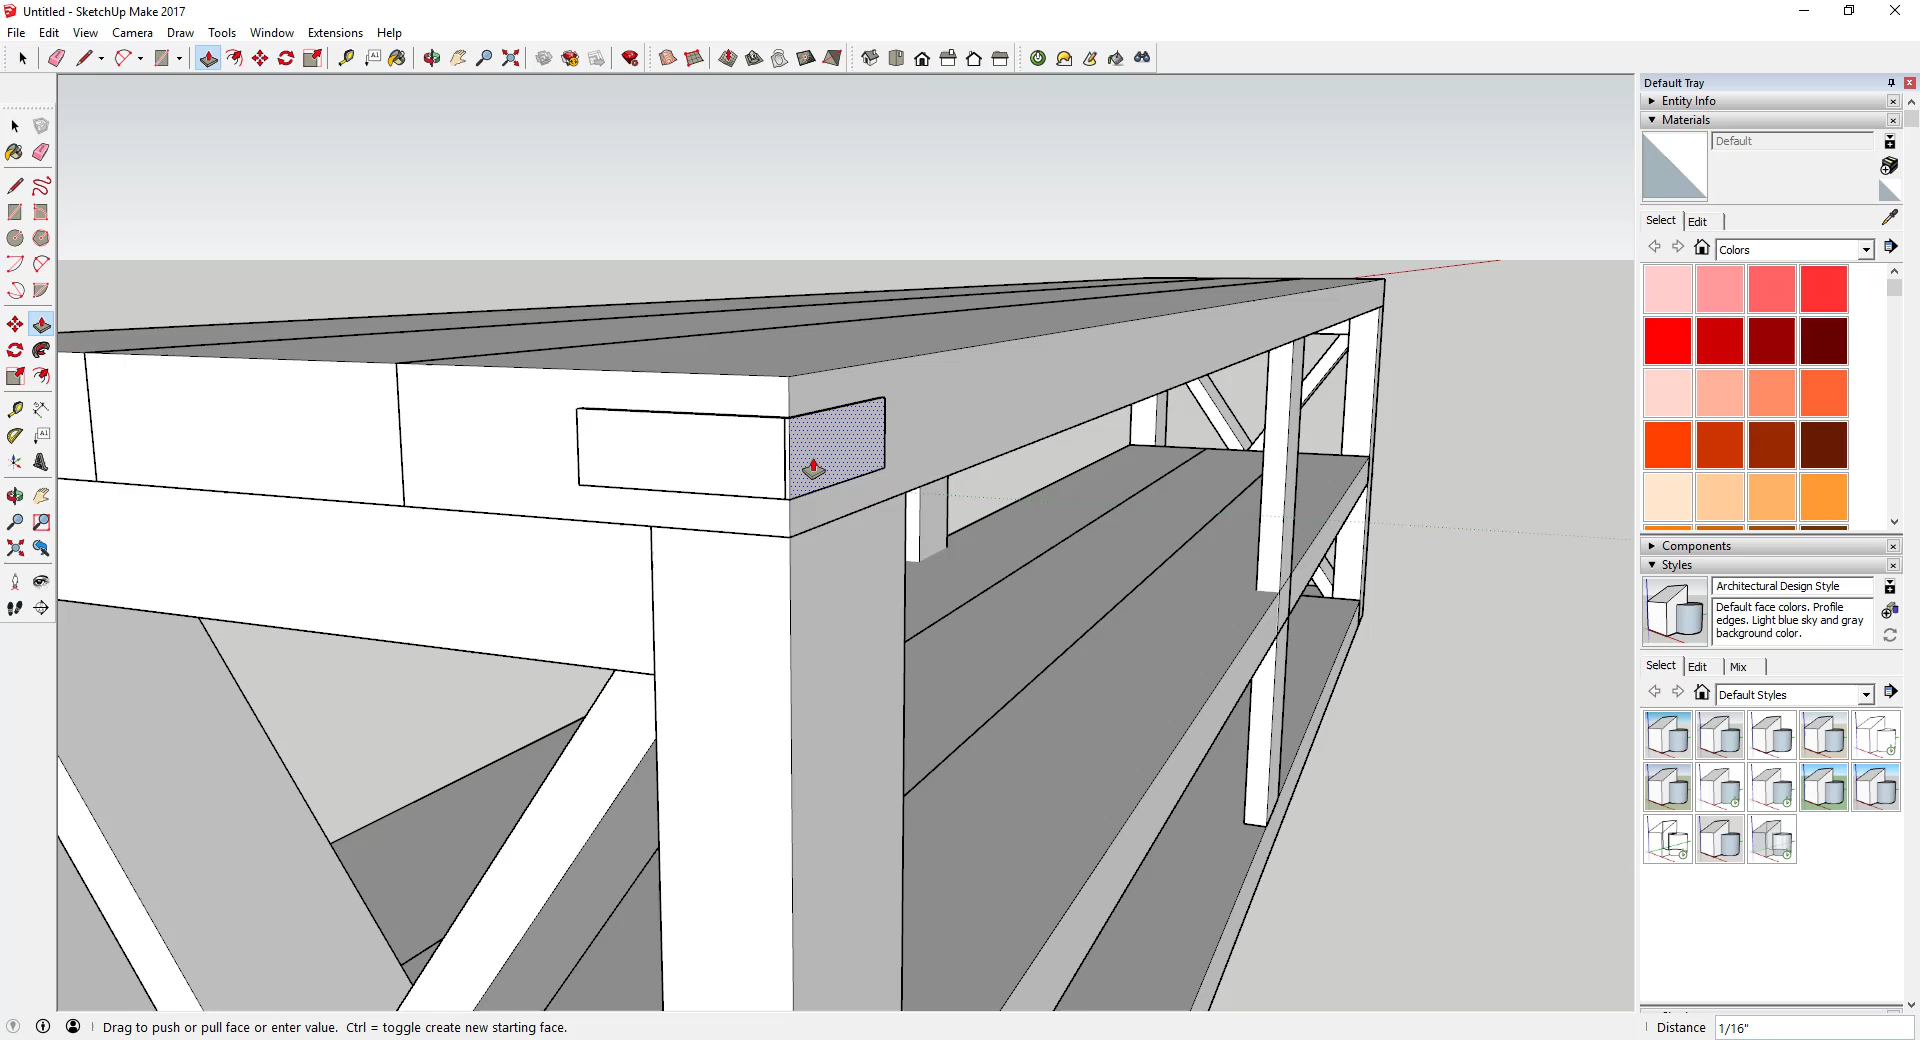 Untitled - SketchUp Make 2017
File Edit View Camera Draw Tools Window Extensions Help
A1
Default Tray
Entity Info
Materials
Default
Select Edit
Colors
A1
Components
Styles
Architectural Design Style
Default face colors. Profile
edges. Light blue sky and gray
background color.
Select Edit Mix
Default Styles
Drag to push or pull face or enter value. Ctrl = toggle create new starting face.
Distance 1/16"